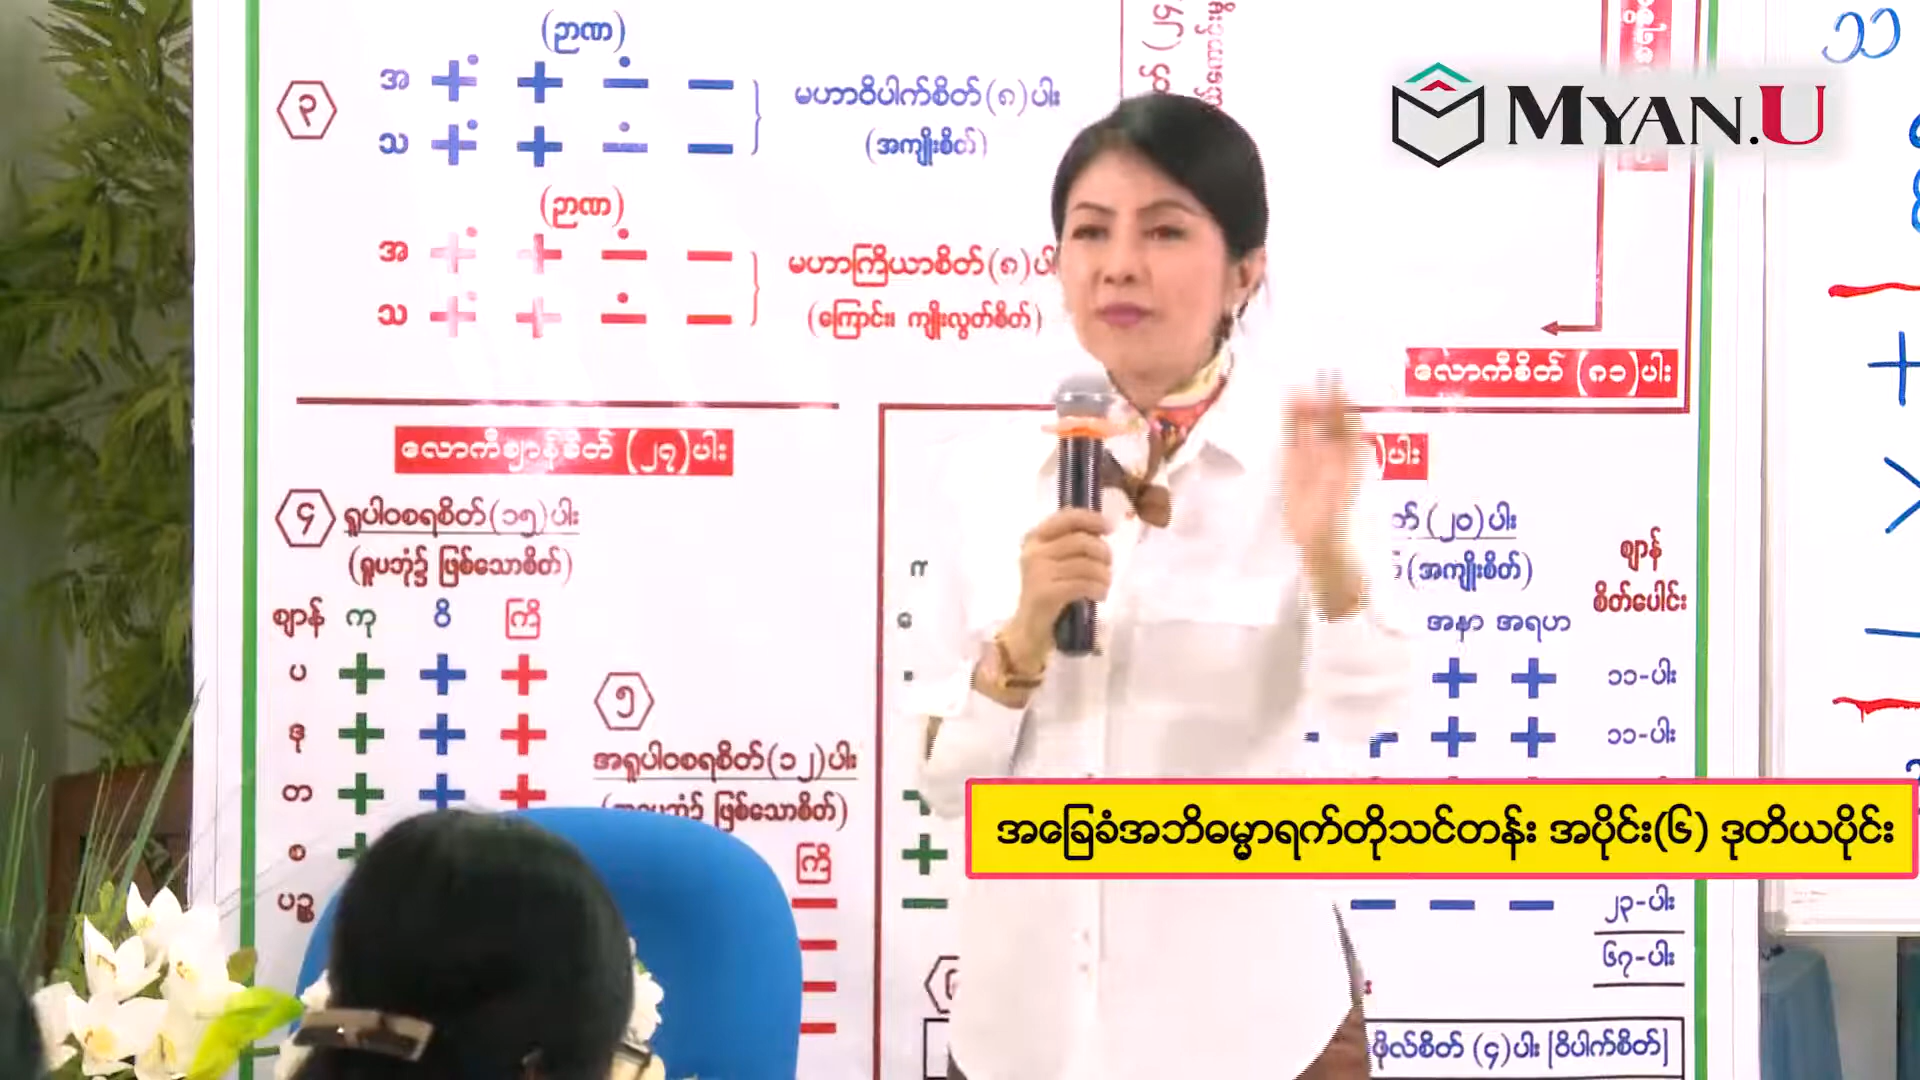 (ဉာဏ)
၃
အ
သ
မဟာဝိပါက်စိတ်(၈)ပါး
(အကျိုးစိတ်)
(ဉာဏ)
အ
သ
မဟာကြိယာစိတ်(၈)ပါး
(ကြောင်း၊ ကျိုးလွတ်စိတ်)
MYAN.U
လောကီစိတ် (၈၁)ပါး
လောကီဈာန်စိတ် (၂၇)ပါး
၄ ရူပါဝစရစိတ်(၁၅)ပါး
(ရူပဘုံ၌ ဖြစ်သောစိတ်)
ဈာန် ကု ဝိ ကြိ
ပ
ဒု
တ
စ
ပဉ္စ
၅
အရူပါဝစရစိတ်(၁၂)ပါး
ဖြစ်သောစိတ်)
ကြိ
)ပါး
(၂၀)ပါး
(အကျိုးစိတ်)
အနာ အရဟ
ဈာန်
စိတ်ပေါင်း
၁၁-ပါး
၁၁-ပါး
အခြေခံအဘိဓမ္မာရက်တိုသင်တန်း အပိုင်း(၆) ဒုတိယပိုင်း
၂၃-ပါး
၆၇-ပါး
ဖိုလ်စိတ် (၄)ပါး [ဝိပါက်စိတ်]